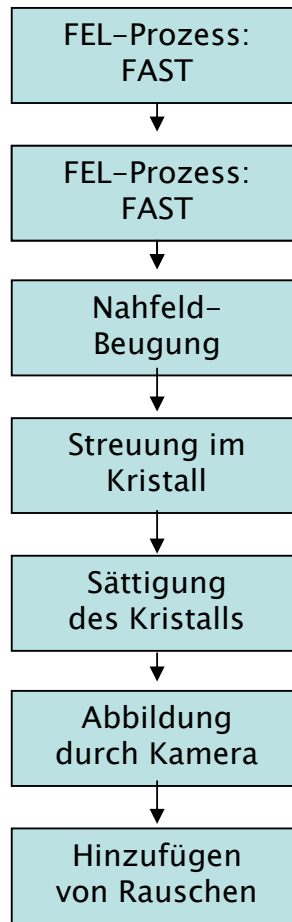 FEL–Prozess:
FAST
FEL–Prozess:
FAST
Nahfeld–
Beugung
Streuung im
Kristall
Sättigung
des Kristalls
Abbildung
durch Kamera
Hinzufügen
von Rauschen